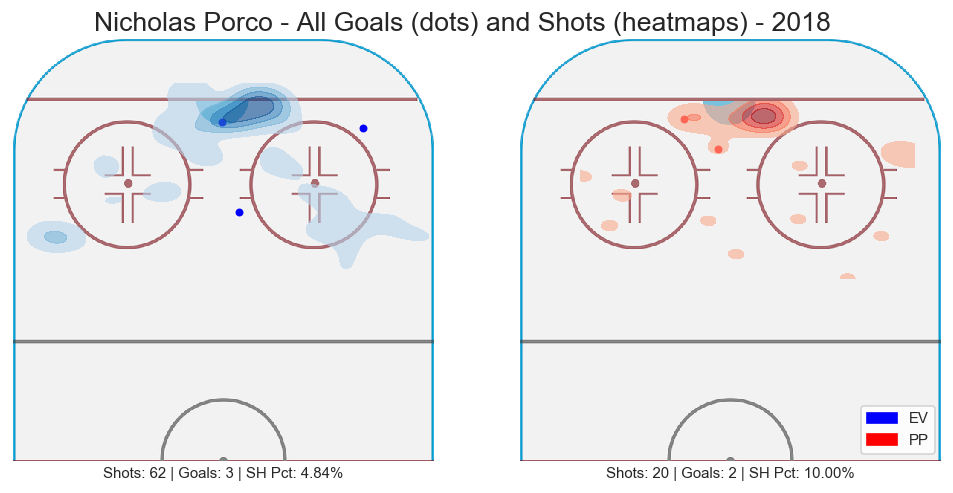 Nicholas Porco - All Goals (dots) and Shots (heatmaps) - 2018
EV
PP
Shots: 62 | Goals: 3 | SH Pct: 4.84%
Shots: 20 | Goals: 2 | SH Pct: 10.00%